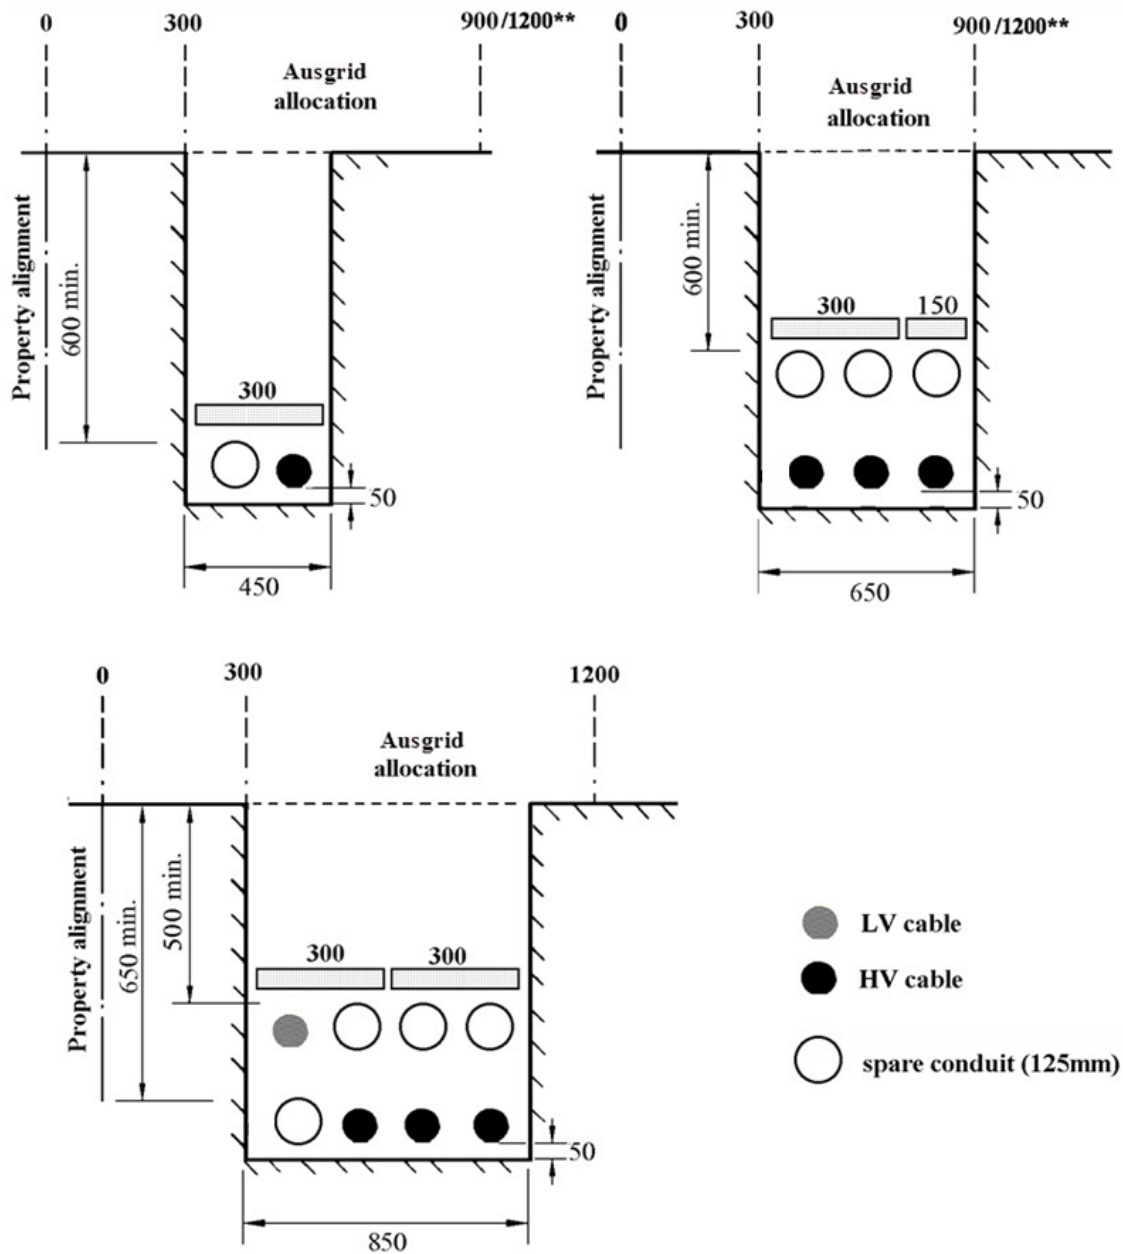 0
300
900/1200**
Ausgrid
allocation
Property alignment
600 min.
300
50
450
0
300
900/1200**
Ausgrid
allocation
Property alignment
600 min.
300
150
50
650
0
300
1200
Ausgrid
allocation
Property alignment
650 min.
500 min.
300
300
50
850
LV cable
HV cable
spare conduit (125mm)